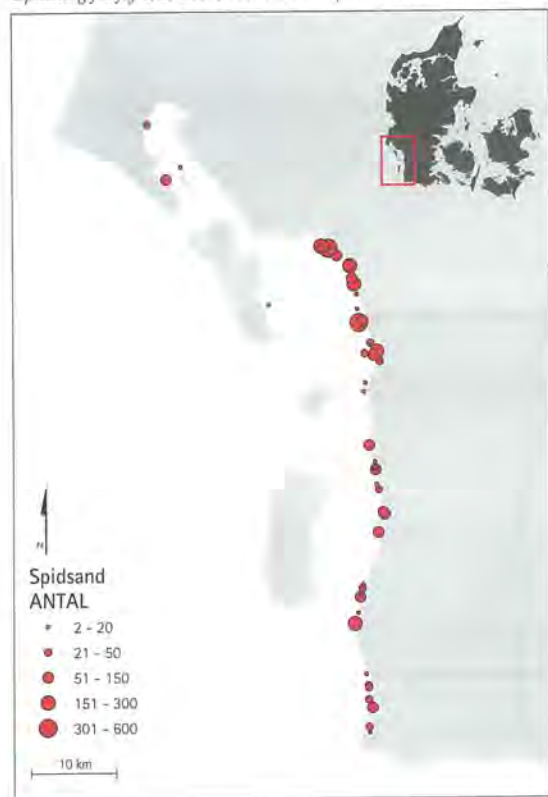 N
Spidsand
ANTAL
2 – 20
21 – 50
51 – 150
151 – 300
301 – 600
10 km